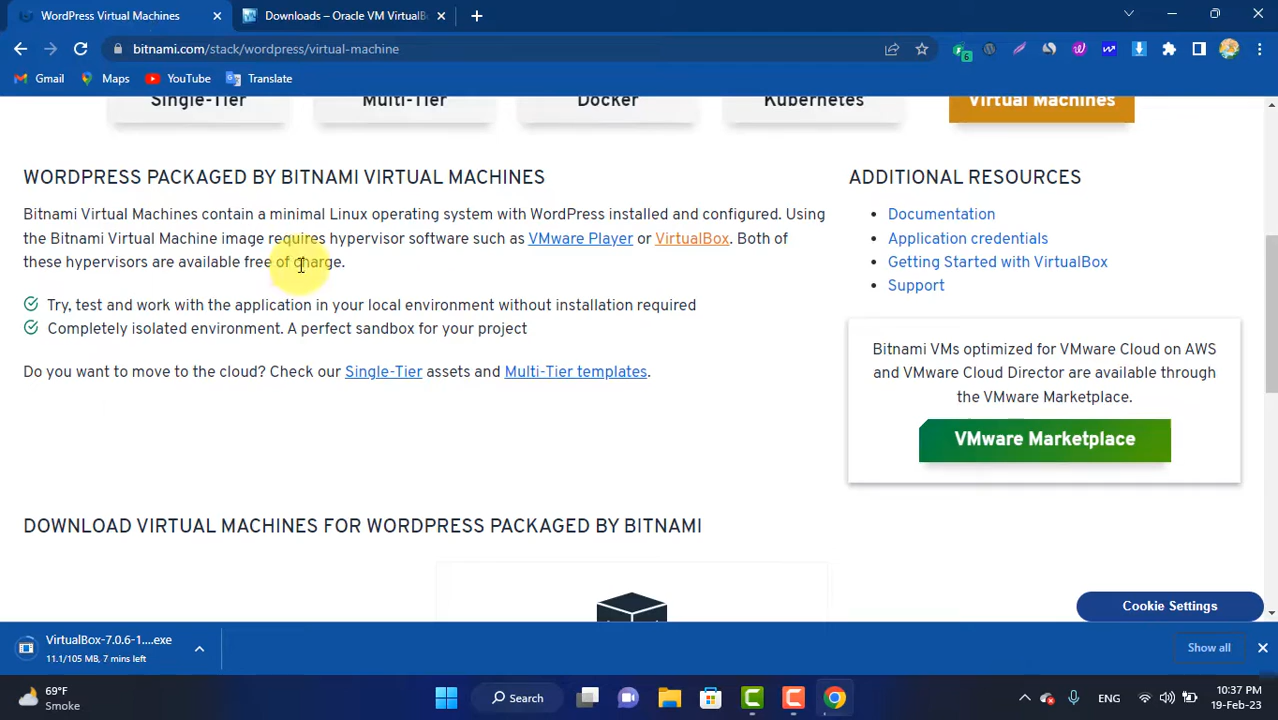 WordPress Virtual Machines
Downloads – Oracle VM VirtualBo
bitnami.com/stack/wordpress/virtual-machine
Gmail
Maps
YouTube
Translate
Single-Tier
Multi-Tier
Docker
Kubernetes
Virtual Machines
WORDPRESS PACKAGED BY BITNAMI VIRTUAL MACHINES
Bitnami Virtual Machines contain a minimal Linux operating system with WordPress installed and configured. Using
the Bitnami Virtual Machine image requires hypervisor software such as VMware Player or VirtualBox. Both of
these hypervisors are available free of charge.
Try, test and work with the application in your local environment without installation required
Completely isolated environment. A perfect sandbox for your project
Do you want to move to the cloud? Check our Single-Tier assets and Multi-Tier templates.
ADDITIONAL RESOURCES
Documentation
Application credentials
Getting Started with VirtualBox
Support
Bitnami VMs optimized for VMware Cloud on AWS
and VMware Cloud Director are available through
the VMware Marketplace.
VMware Marketplace
DOWNLOAD VIRTUAL MACHINES FOR WORDPRESS PACKAGED BY BITNAMI
Cookie Settings
VirtualBox-7.0.6-1....exe
11.1/105 MB, 7 mins left
Show all
69°F
Smoke
Search
ENG
10:37 PM
19-Feb-23